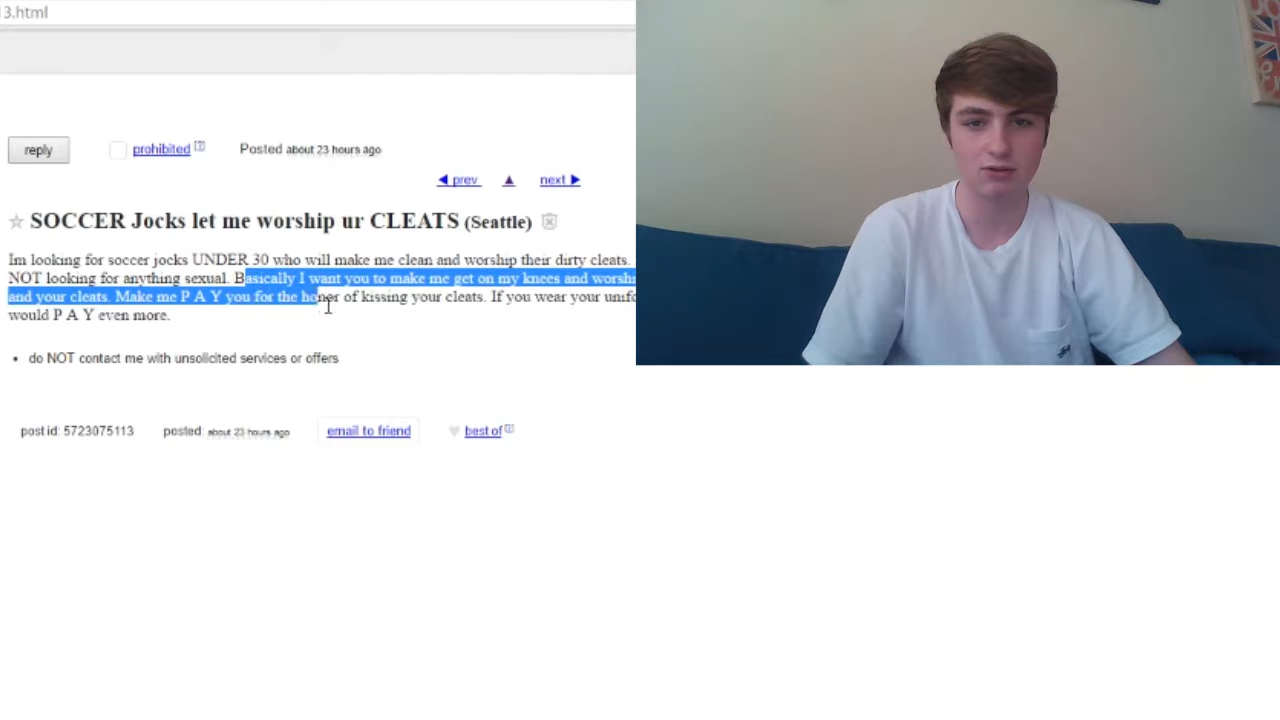 3.html
reply
prohibited [?]
Posted about 23 hours ago
◀ prev ▲ next ▶
☆ SOCCER Jocks let me worship ur CLEATS (Seattle)
Im looking for soccer jocks UNDER 30 who will make me clean and worship their dirty cleats.
NOT looking for anything sexual. Basically I want you to make me get on my knees and
and your cleats. Make me P A Y you for the honor of kissing your cleats. If you wear your
would P A Y even more.
• do NOT contact me with unsolicited services or offers
post id: 5723075113
posted: about 23 hours ago
email to friend
best of [?]